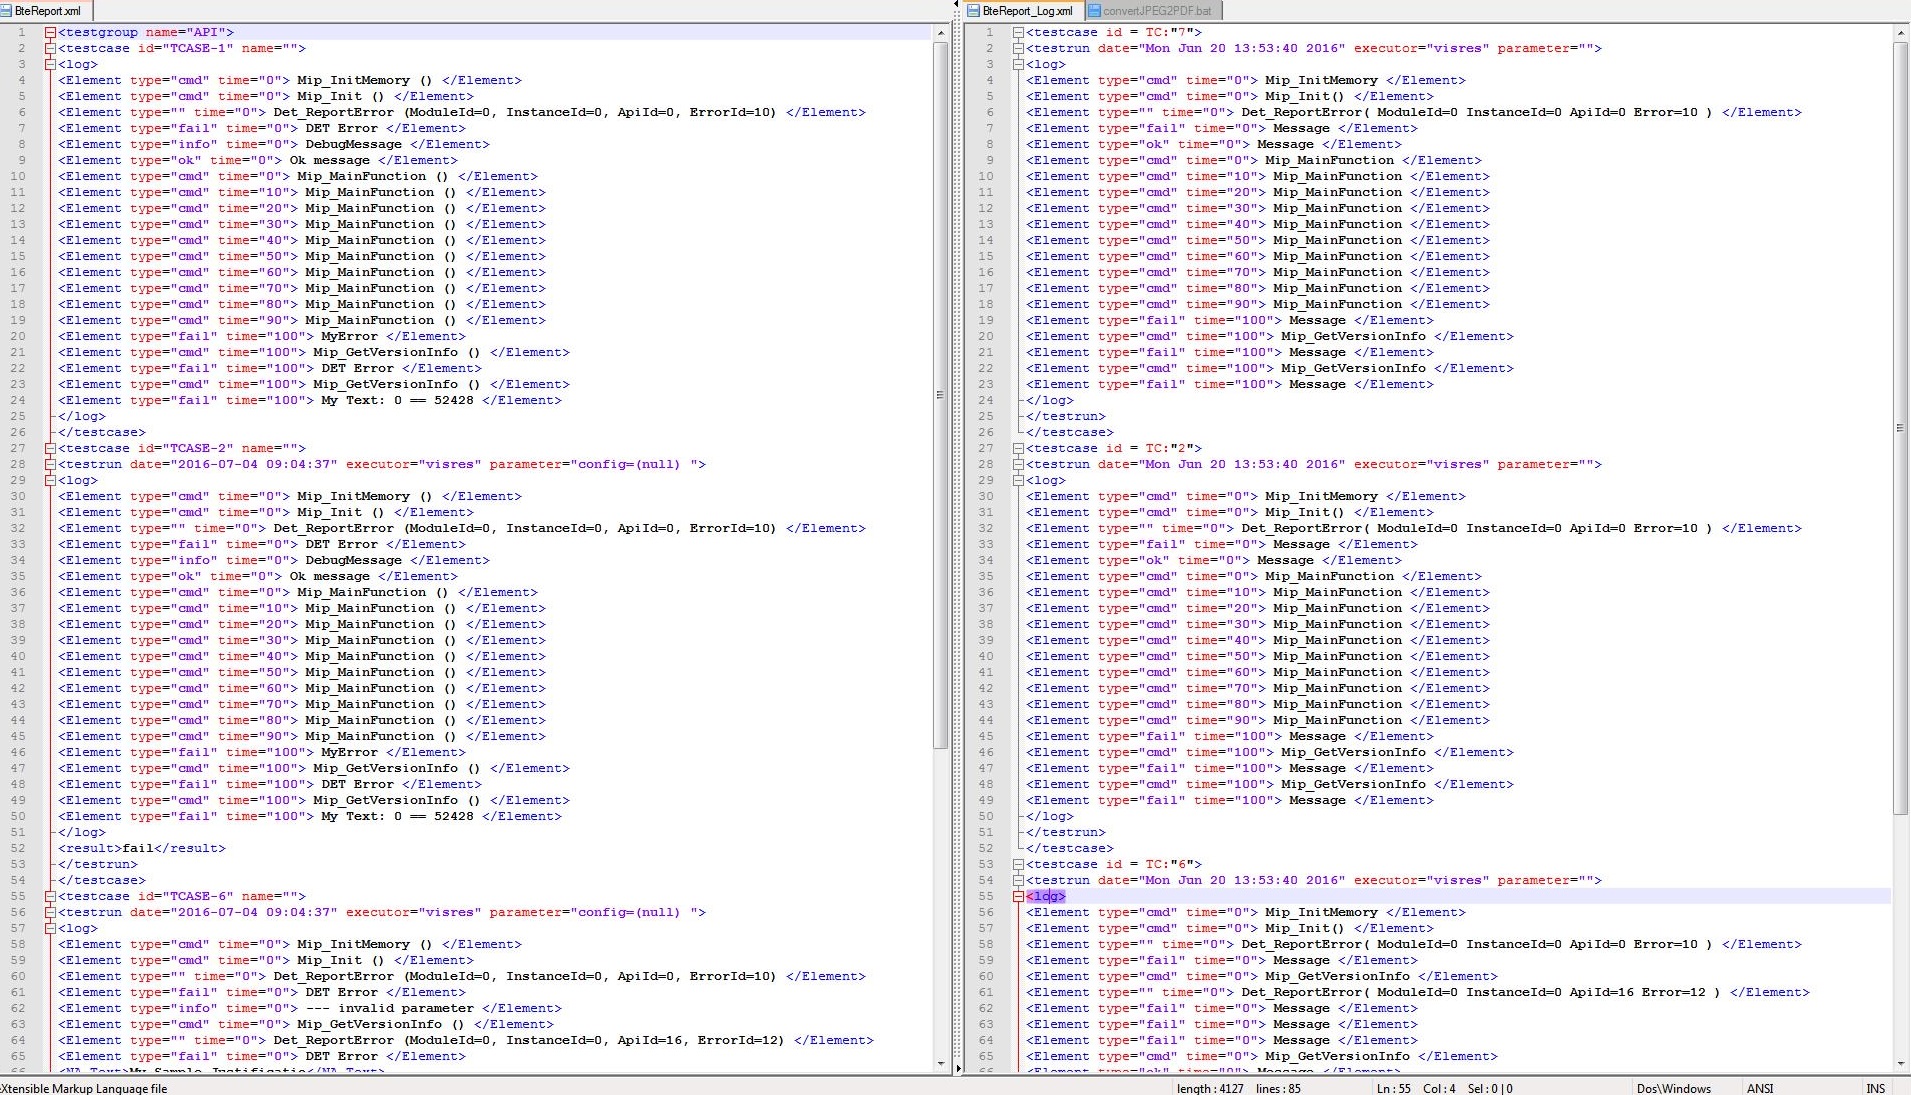 BteReport.xml
1 <testgroup name="API">
2 <testcase id="TCASE-1" name="">
3 <log>
4 <Element type="cmd" time="0"> Mip_InitMemory () </Element>
5 <Element type="cmd" time="0"> Mip_Init () </Element>
6 <Element type="" time="0"> Det_ReportError (ModuleId=0, InstanceId=0, ApiId=0, ErrorId=10) </Element>
7 <Element type="fail" time="0"> DET Error </Element>
8 <Element type="info" time="0"> DebugMessage </Element>
9 <Element type="ok" time="0"> Ok message </Element>
10 <Element type="cmd" time="0"> Mip_MainFunction () </Element>
11 <Element type="cmd" time="10"> Mip_MainFunction () </Element>
12 <Element type="cmd" time="20"> Mip_MainFunction () </Element>
13 <Element type="cmd" time="30"> Mip_MainFunction () </Element>
14 <Element type="cmd" time="40"> Mip_MainFunction () </Element>
15 <Element type="cmd" time="50"> Mip_MainFunction () </Element>
16 <Element type="cmd" time="60"> Mip_MainFunction () </Element>
17 <Element type="cmd" time="70"> Mip_MainFunction () </Element>
18 <Element type="cmd" time="80"> Mip_MainFunction () </Element>
19 <Element type="cmd" time="90"> Mip_MainFunction () </Element>
20 <Element type="fail" time="100"> MyError </Element>
21 <Element type="cmd" time="100"> Mip_GetVersionInfo () </Element>
22 <Element type="fail" time="100"> DET Error </Element>
23 <Element type="cmd" time="100"> Mip_GetVersionInfo () </Element>
24 <Element type="fail" time="100"> My Text: 0 == 52428 </Element>
25 </log>
26 </testcase>
27 <testcase id="TCASE-2" name="">
28 <testrun date="2016-07-04 09:04:37" executor="visres" parameter="config=(null) ">
29 <log>
30 <Element type="cmd" time="0"> Mip_InitMemory () </Element>
31 <Element type="cmd" time="0"> Mip_Init () </Element>
32 <Element type="" time="0"> Det_ReportError (ModuleId=0, InstanceId=0, ApiId=0, ErrorId=10) </Element>
33 <Element type="fail" time="0"> DET Error </Element>
34 <Element type="info" time="0"> DebugMessage </Element>
35 <Element type="ok" time="0"> Ok message </Element>
36 <Element type="cmd" time="0"> Mip_MainFunction () </Element>
37 <Element type="cmd" time="10"> Mip_MainFunction () </Element>
38 <Element type="cmd" time="20"> Mip_MainFunction () </Element>
39 <Element type="cmd" time="30"> Mip_MainFunction () </Element>
40 <Element type="cmd" time="40"> Mip_MainFunction () </Element>
41 <Element type="cmd" time="50"> Mip_MainFunction () </Element>
42 <Element type="cmd" time="60"> Mip_MainFunction () </Element>
43 <Element type="cmd" time="70"> Mip_MainFunction () </Element>
44 <Element type="cmd" time="80"> Mip_MainFunction () </Element>
45 <Element type="cmd" time="90"> Mip_MainFunction () </Element>
46 <Element type="fail" time="100"> MyError </Element>
47 <Element type="cmd" time="100"> Mip_GetVersionInfo () </Element>
48 <Element type="fail" time="100"> DET Error </Element>
49 <Element type="cmd" time="100"> Mip_GetVersionInfo () </Element>
50 <Element type="fail" time="100"> My Text: 0 == 52428 </Element>
51 </log>
52 <result>fail</result>
53 </testrun>
54 </testcase>
55 <testcase id="TCASE-6" name="">
56 <testrun date="2016-07-04 09:04:37" executor="visres" parameter="config=(null) ">
57 <log>
58 <Element type="cmd" time="0"> Mip_InitMemory () </Element>
59 <Element type="cmd" time="0"> Mip_Init () </Element>
60 <Element type="" time="0"> Det_ReportError (ModuleId=0, InstanceId=0, ApiId=0, ErrorId=10) </Element>
61 <Element type="fail" time="0"> DET Error </Element>
62 <Element type="info" time="0"> --- invalid parameter </Element>
63 <Element type="cmd" time="0"> Mip_GetVersionInfo () </Element>
64 <Element type="" time="0"> Det_ReportError (ModuleId=0, InstanceId=0, ApiId=16, ErrorId=12) </Element>
65 <Element type="fail" time="0"> DET Error </Element>
66 <NA_Text>My Sample Justificatio</NA_Text>
BteReport_Log.xml
convertJPEG2PDF.bat
1 <testcase id = TC:"7">
2 <testrun date="Mon Jun 20 13:53:40 2016" executor="visres" parameter="">
3 <log>
4 <Element type="cmd" time="0"> Mip_InitMemory </Element>
5 <Element type="cmd" time="0"> Mip_Init() </Element>
6 <Element type="" time="0"> Det_ReportError( ModuleId=0 InstanceId=0 ApiId=0 Error=10 ) </Element>
7 <Element type="fail" time="0"> Message </Element>
8 <Element type="ok" time="0"> Message </Element>
9 <Element type="cmd" time="0"> Mip_MainFunction </Element>
10 <Element type="cmd" time="10"> Mip_MainFunction </Element>
11 <Element type="cmd" time="20"> Mip_MainFunction </Element>
12 <Element type="cmd" time="30"> Mip_MainFunction </Element>
13 <Element type="cmd" time="40"> Mip_MainFunction </Element>
14 <Element type="cmd" time="50"> Mip_MainFunction </Element>
15 <Element type="cmd" time="60"> Mip_MainFunction </Element>
16 <Element type="cmd" time="70"> Mip_MainFunction </Element>
17 <Element type="cmd" time="80"> Mip_MainFunction </Element>
18 <Element type="cmd" time="90"> Mip_MainFunction </Element>
19 <Element type="fail" time="100"> Message </Element>
20 <Element type="cmd" time="100"> Mip_GetVersionInfo </Element>
21 <Element type="fail" time="100"> Message </Element>
22 <Element type="cmd" time="100"> Mip_GetVersionInfo </Element>
23 <Element type="fail" time="100"> Message </Element>
24 </log>
25 </testrun>
26 </testcase>
27 <testcase id = TC:"2">
28 <testrun date="Mon Jun 20 13:53:40 2016" executor="visres" parameter="">
29 <log>
30 <Element type="cmd" time="0"> Mip_InitMemory </Element>
31 <Element type="cmd" time="0"> Mip_Init() </Element>
32 <Element type="" time="0"> Det_ReportError( ModuleId=0 InstanceId=0 ApiId=0 Error=10 ) </Element>
33 <Element type="fail" time="0"> Message </Element>
34 <Element type="ok" time="0"> Message </Element>
35 <Element type="cmd" time="0"> Mip_MainFunction </Element>
36 <Element type="cmd" time="10"> Mip_MainFunction </Element>
37 <Element type="cmd" time="20"> Mip_MainFunction </Element>
38 <Element type="cmd" time="30"> Mip_MainFunction </Element>
39 <Element type="cmd" time="40"> Mip_MainFunction </Element>
40 <Element type="cmd" time="50"> Mip_MainFunction </Element>
41 <Element type="cmd" time="60"> Mip_MainFunction </Element>
42 <Element type="cmd" time="70"> Mip_MainFunction </Element>
43 <Element type="cmd" time="80"> Mip_MainFunction </Element>
44 <Element type="cmd" time="90"> Mip_MainFunction </Element>
45 <Element type="fail" time="100"> Message </Element>
46 <Element type="cmd" time="100"> Mip_GetVersionInfo </Element>
47 <Element type="fail" time="100"> Message </Element>
48 <Element type="cmd" time="100"> Mip_GetVersionInfo </Element>
49 <Element type="fail" time="100"> Message </Element>
50 </log>
51 </testrun>
52 </testcase>
53 <testcase id = TC:"6">
54 <testrun date="Mon Jun 20 13:53:40 2016" executor="visres" parameter="">
55 <log>
56 <Element type="cmd" time="0"> Mip_InitMemory </Element>
57 <Element type="cmd" time="0"> Mip_Init() </Element>
58 <Element type="" time="0"> Det_ReportError( ModuleId=0 InstanceId=0 ApiId=0 Error=10 ) </Element>
59 <Element type="fail" time="0"> Message </Element>
60 <Element type="cmd" time="0"> Mip_GetVersionInfo </Element>
61 <Element type="" time="0"> Det_ReportError( ModuleId=0 InstanceId=0 ApiId=16 Error=12 ) </Element>
62 <Element type="fail" time="0"> Message </Element>
63 <Element type="fail" time="0"> Message </Element>
64 <Element type="fail" time="0"> Message </Element>
65 <Element type="cmd" time="0"> Mip_GetVersionInfo </Element>
66 <Element type="ok" time="0"> Message </Element>
eXtensible Markup Language file length : 4127 lines : 85 Ln : 55 Col : 4 Sel : 0 | 0 Dos\Windows ANSI INS